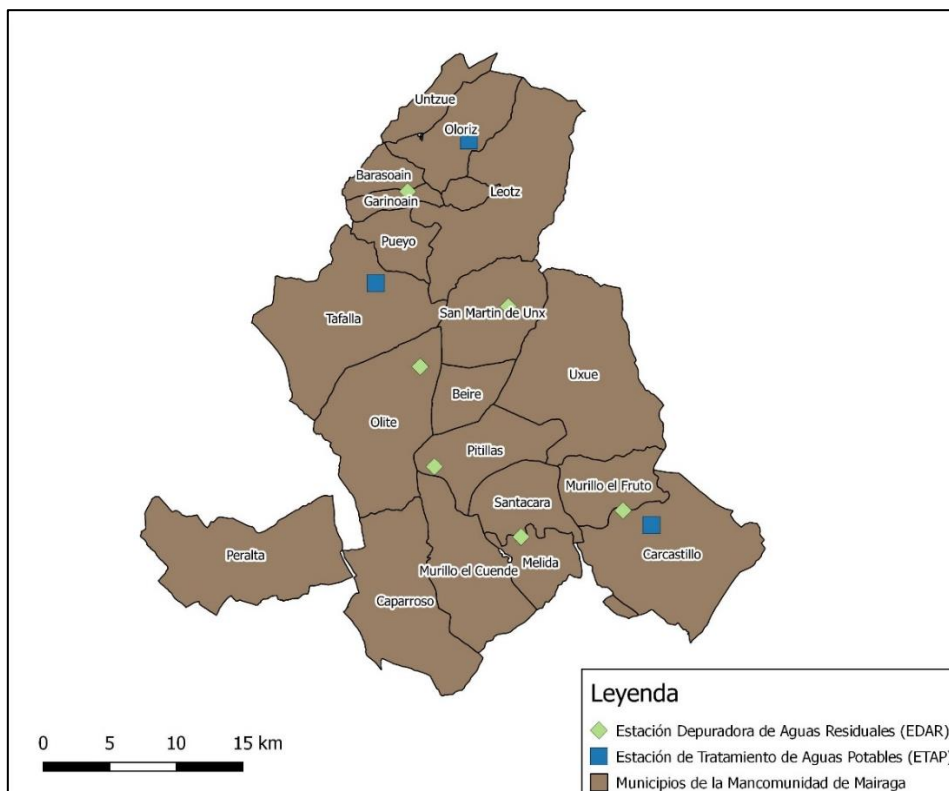 Untzue
Oloriz
Barasoain
Leotz
Garinoain
Pueyo
San Martin de Unx
Tafalla
Uxue
Beire
Olite
Pitillas
Murillo el Fruto
Santacara
Peralta
Carcastillo
Melida
Murillo el Cuende
Caparroso
Leyenda
Estación Depuradora de Aguas Residuales (EDAR)
Estación de Tratamiento de Aguas Potables (ETAP)
Municipios de la Mancomunidad de Mairaga
0 5 10 15 km